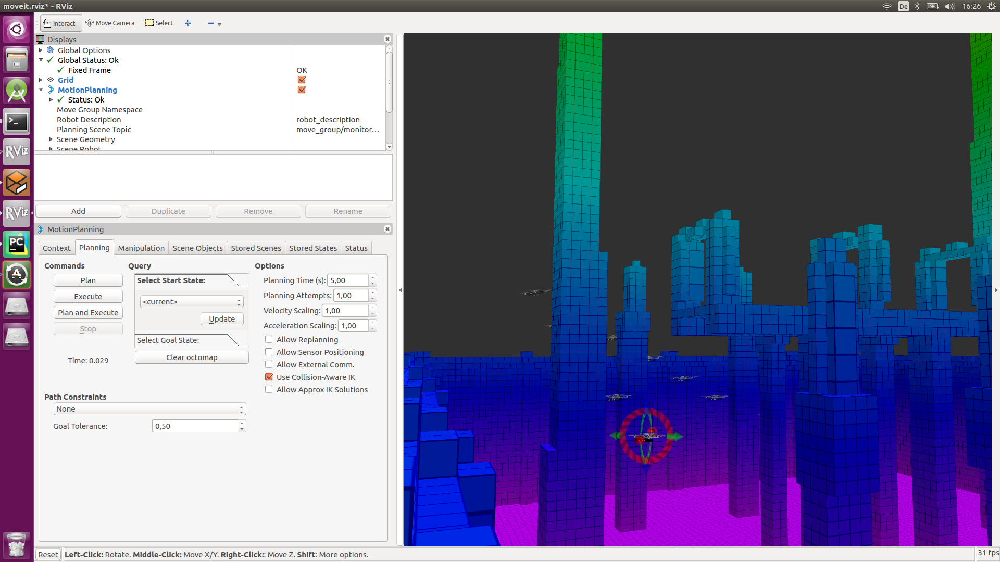 moveit.rviz* - RViz
De
16:26
Interact
Move Camera
Select
Displays
Global Options
Global Status: Ok
Fixed Frame OK
Grid
MotionPlanning
Status: Ok
Move Group Namespace
Robot Description robot_description
Planning Scene Topic move_group/monitor...
Scene Geometry
Scene Robot
Add Duplicate Remove Rename
MotionPlanning
Context Planning Manipulation Scene Objects Stored Scenes Stored States Status
Commands
Plan
Execute
Plan and Execute
Stop
Time: 0.029
Query
Select Start State:
<current>
Update
Select Goal State:
Clear octomap
Options
Planning Time (s): 5,00
Planning Attempts: 1,00
Velocity Scaling: 1,00
Acceleration Scaling: 1,00
Allow Replanning
Allow Sensor Positioning
Allow External Comm.
Use Collision-Aware IK
Allow Approx IK Solutions
Path Constraints
None
Goal Tolerance: 0,50
Reset
Left-Click: Rotate. Middle-Click: Move X/Y. Right-Click:: Move Z. Shift: More options.
31 fps
>_
RViz
RViz
PC
A